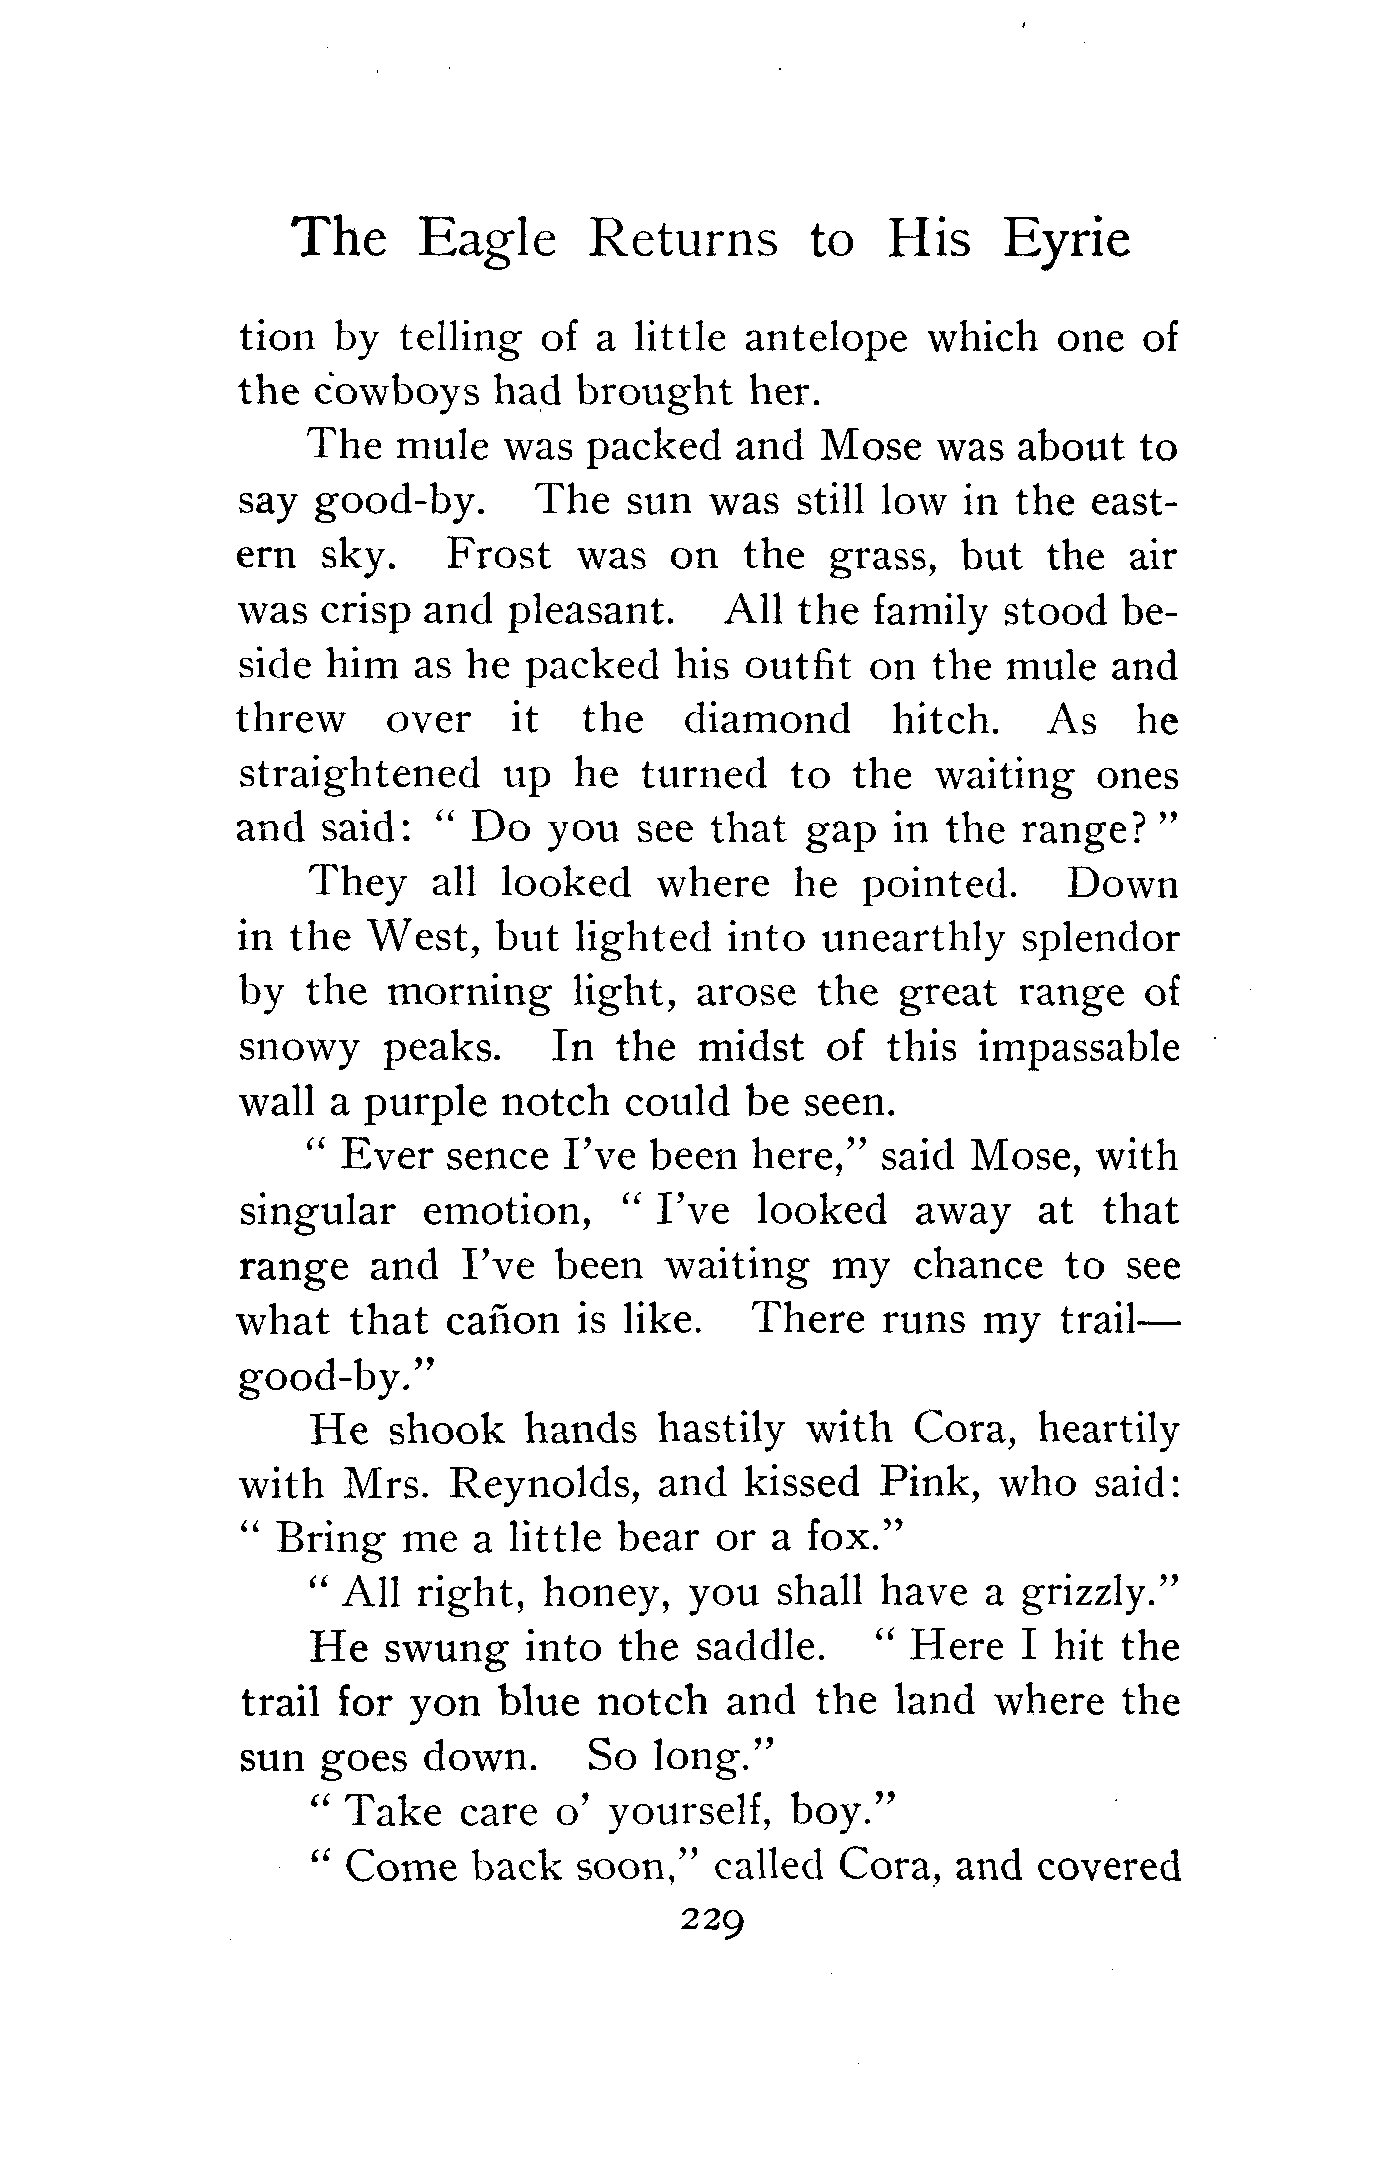 The Eagle Returns to His Eyrie
tion by telling of a little antelope which one of
the cowboys had brought her.
The mule was packed and Mose was about to
say good-by. The sun was still low in the east-
ern sky. Frost was on the grass, but the air
was crisp and pleasant. All the family stood be-
side him as he packed his outfit on the mule and
threw over it the diamond hitch. As he
straightened up he turned to the waiting ones
and said: “ Do you see that gap in the range? ”
They all looked where he pointed. Down
in the West, but lighted into unearthly splendor
by the morning light, arose the great range of
snowy peaks. In the midst of this impassable
wall a purple notch could be seen.
“ Ever sence I’ve been here,” said Mose, with
singular emotion, “ I’ve looked away at that
range and I’ve been waiting my chance to see
what that cañon is like. There runs my trail—
good-by.”
He shook hands hastily with Cora, heartily
with Mrs. Reynolds, and kissed Pink, who said:
“ Bring me a little bear or a fox.”
“ All right, honey, you shall have a grizzly.”
He swung into the saddle. “ Here I hit the
trail for yon blue notch and the land where the
sun goes down. So long.”
“ Take care o’ yourself, boy.”
“ Come back soon,” called Cora, and covered
229